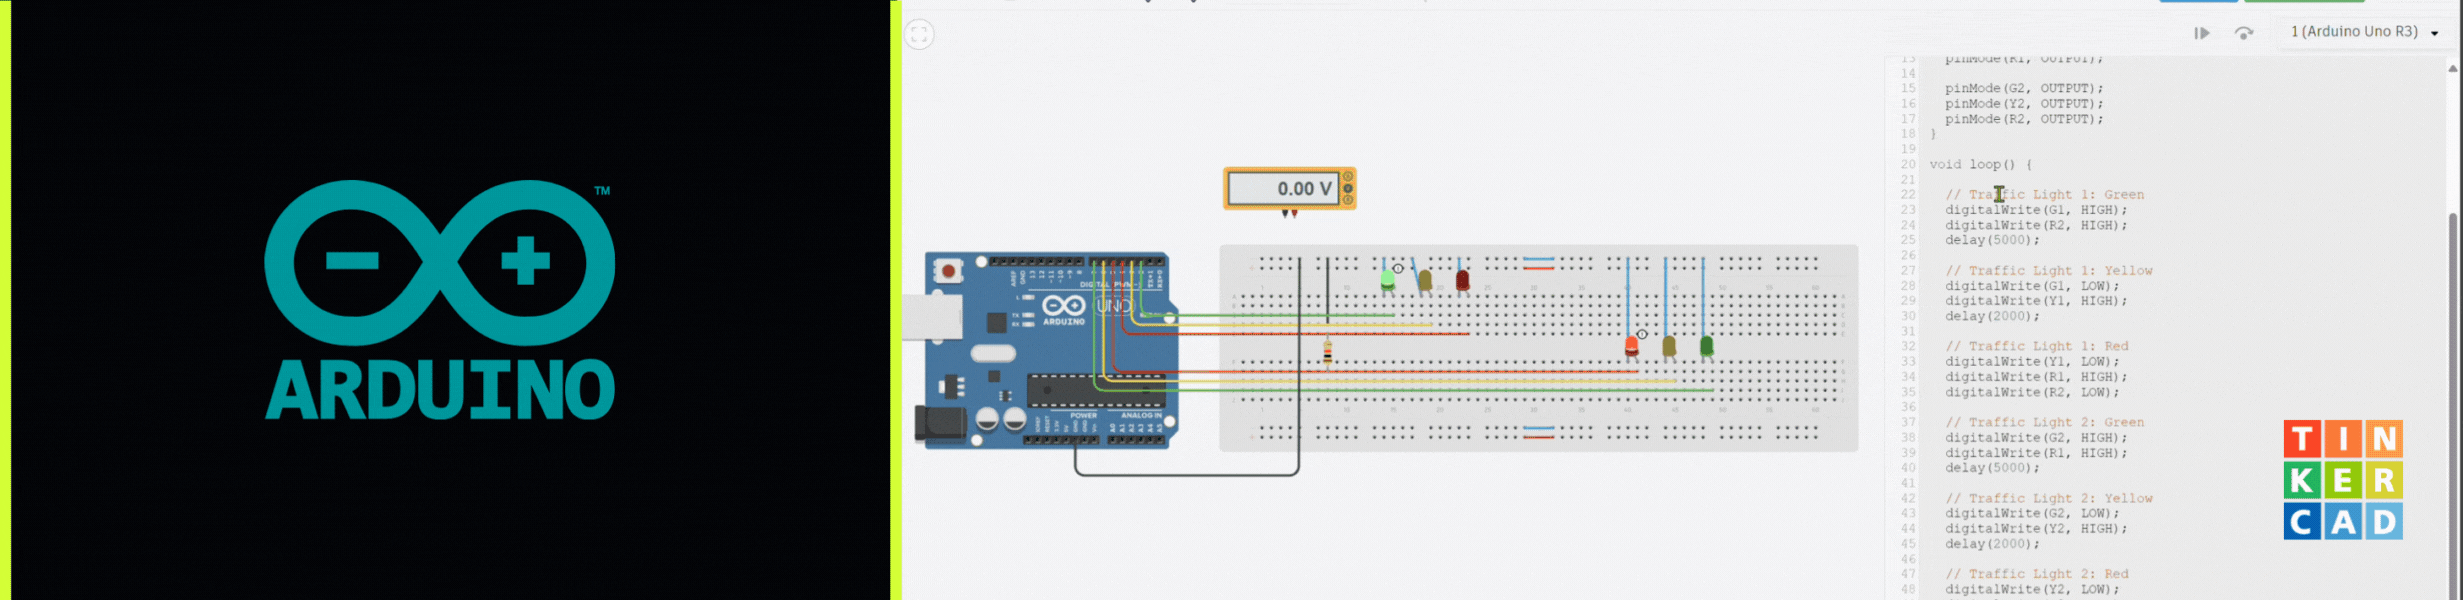 ™
ARDUINO
0.00 V
1 (Arduino Uno R3)
DIGITAL PWM~
UNO
ARDUINO
POWER
ANALOG IN
13 pinMode(R1, OUTPUT);
14
15 pinMode(G2, OUTPUT);
16 pinMode(Y2, OUTPUT);
17 pinMode(R2, OUTPUT);
18 }
19
20 void loop() {
21
22 // Traffic Light 1: Green
23 digitalWrite(G1, HIGH);
24 digitalWrite(R2, HIGH);
25 delay(5000);
26
27 // Traffic Light 1: Yellow
28 digitalWrite(G1, LOW);
29 digitalWrite(Y1, HIGH);
30 delay(2000);
31
32 // Traffic Light 1: Red
33 digitalWrite(Y1, LOW);
34 digitalWrite(R1, HIGH);
35 digitalWrite(R2, LOW);
36
37 // Traffic Light 2: Green
38 digitalWrite(G2, HIGH);
39 digitalWrite(R1, HIGH);
40 delay(5000);
41
42 // Traffic Light 2: Yellow
43 digitalWrite(G2, LOW);
44 digitalWrite(Y2, HIGH);
45 delay(2000);
46
47 // Traffic Light 2: Red
48 digitalWrite(Y2, LOW);
TIN
KER
CAD